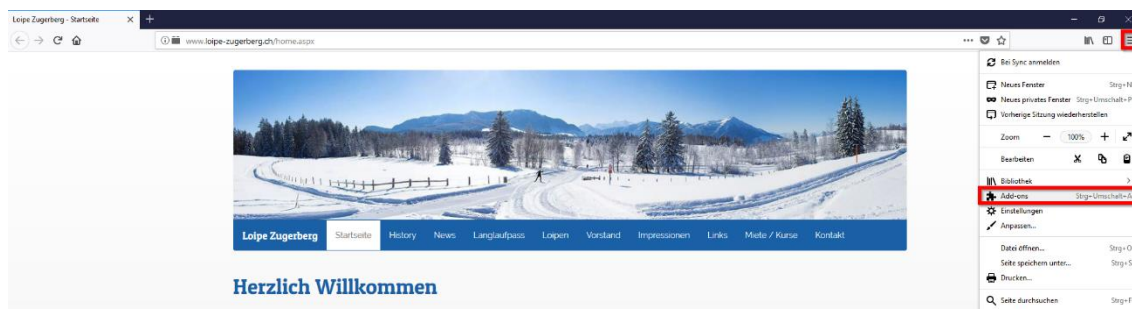 Loipe Zugerberg - Startseite
www.loipe-zugerberg.ch/home.aspx
Bei Sync anmelden
Neues Fenster Strg+N
Neues privates Fenster Strg+Umschalt+P
Vorherige Sitzung wiederherstellen
Zoom 100%
Bearbeiten
Bibliothek
Add-ons Strg+Umschalt+A
Einstellungen
Anpassen...
Datei öffnen... Strg+O
Seite speichern unter... Strg+S
Drucken...
Seite durchsuchen Strg+F
Loipe Zugerberg Startseite History News Langlaufpass Loipen Vorstand Impressionen Links Miete / Kurse Kontakt
Herzlich Willkommen